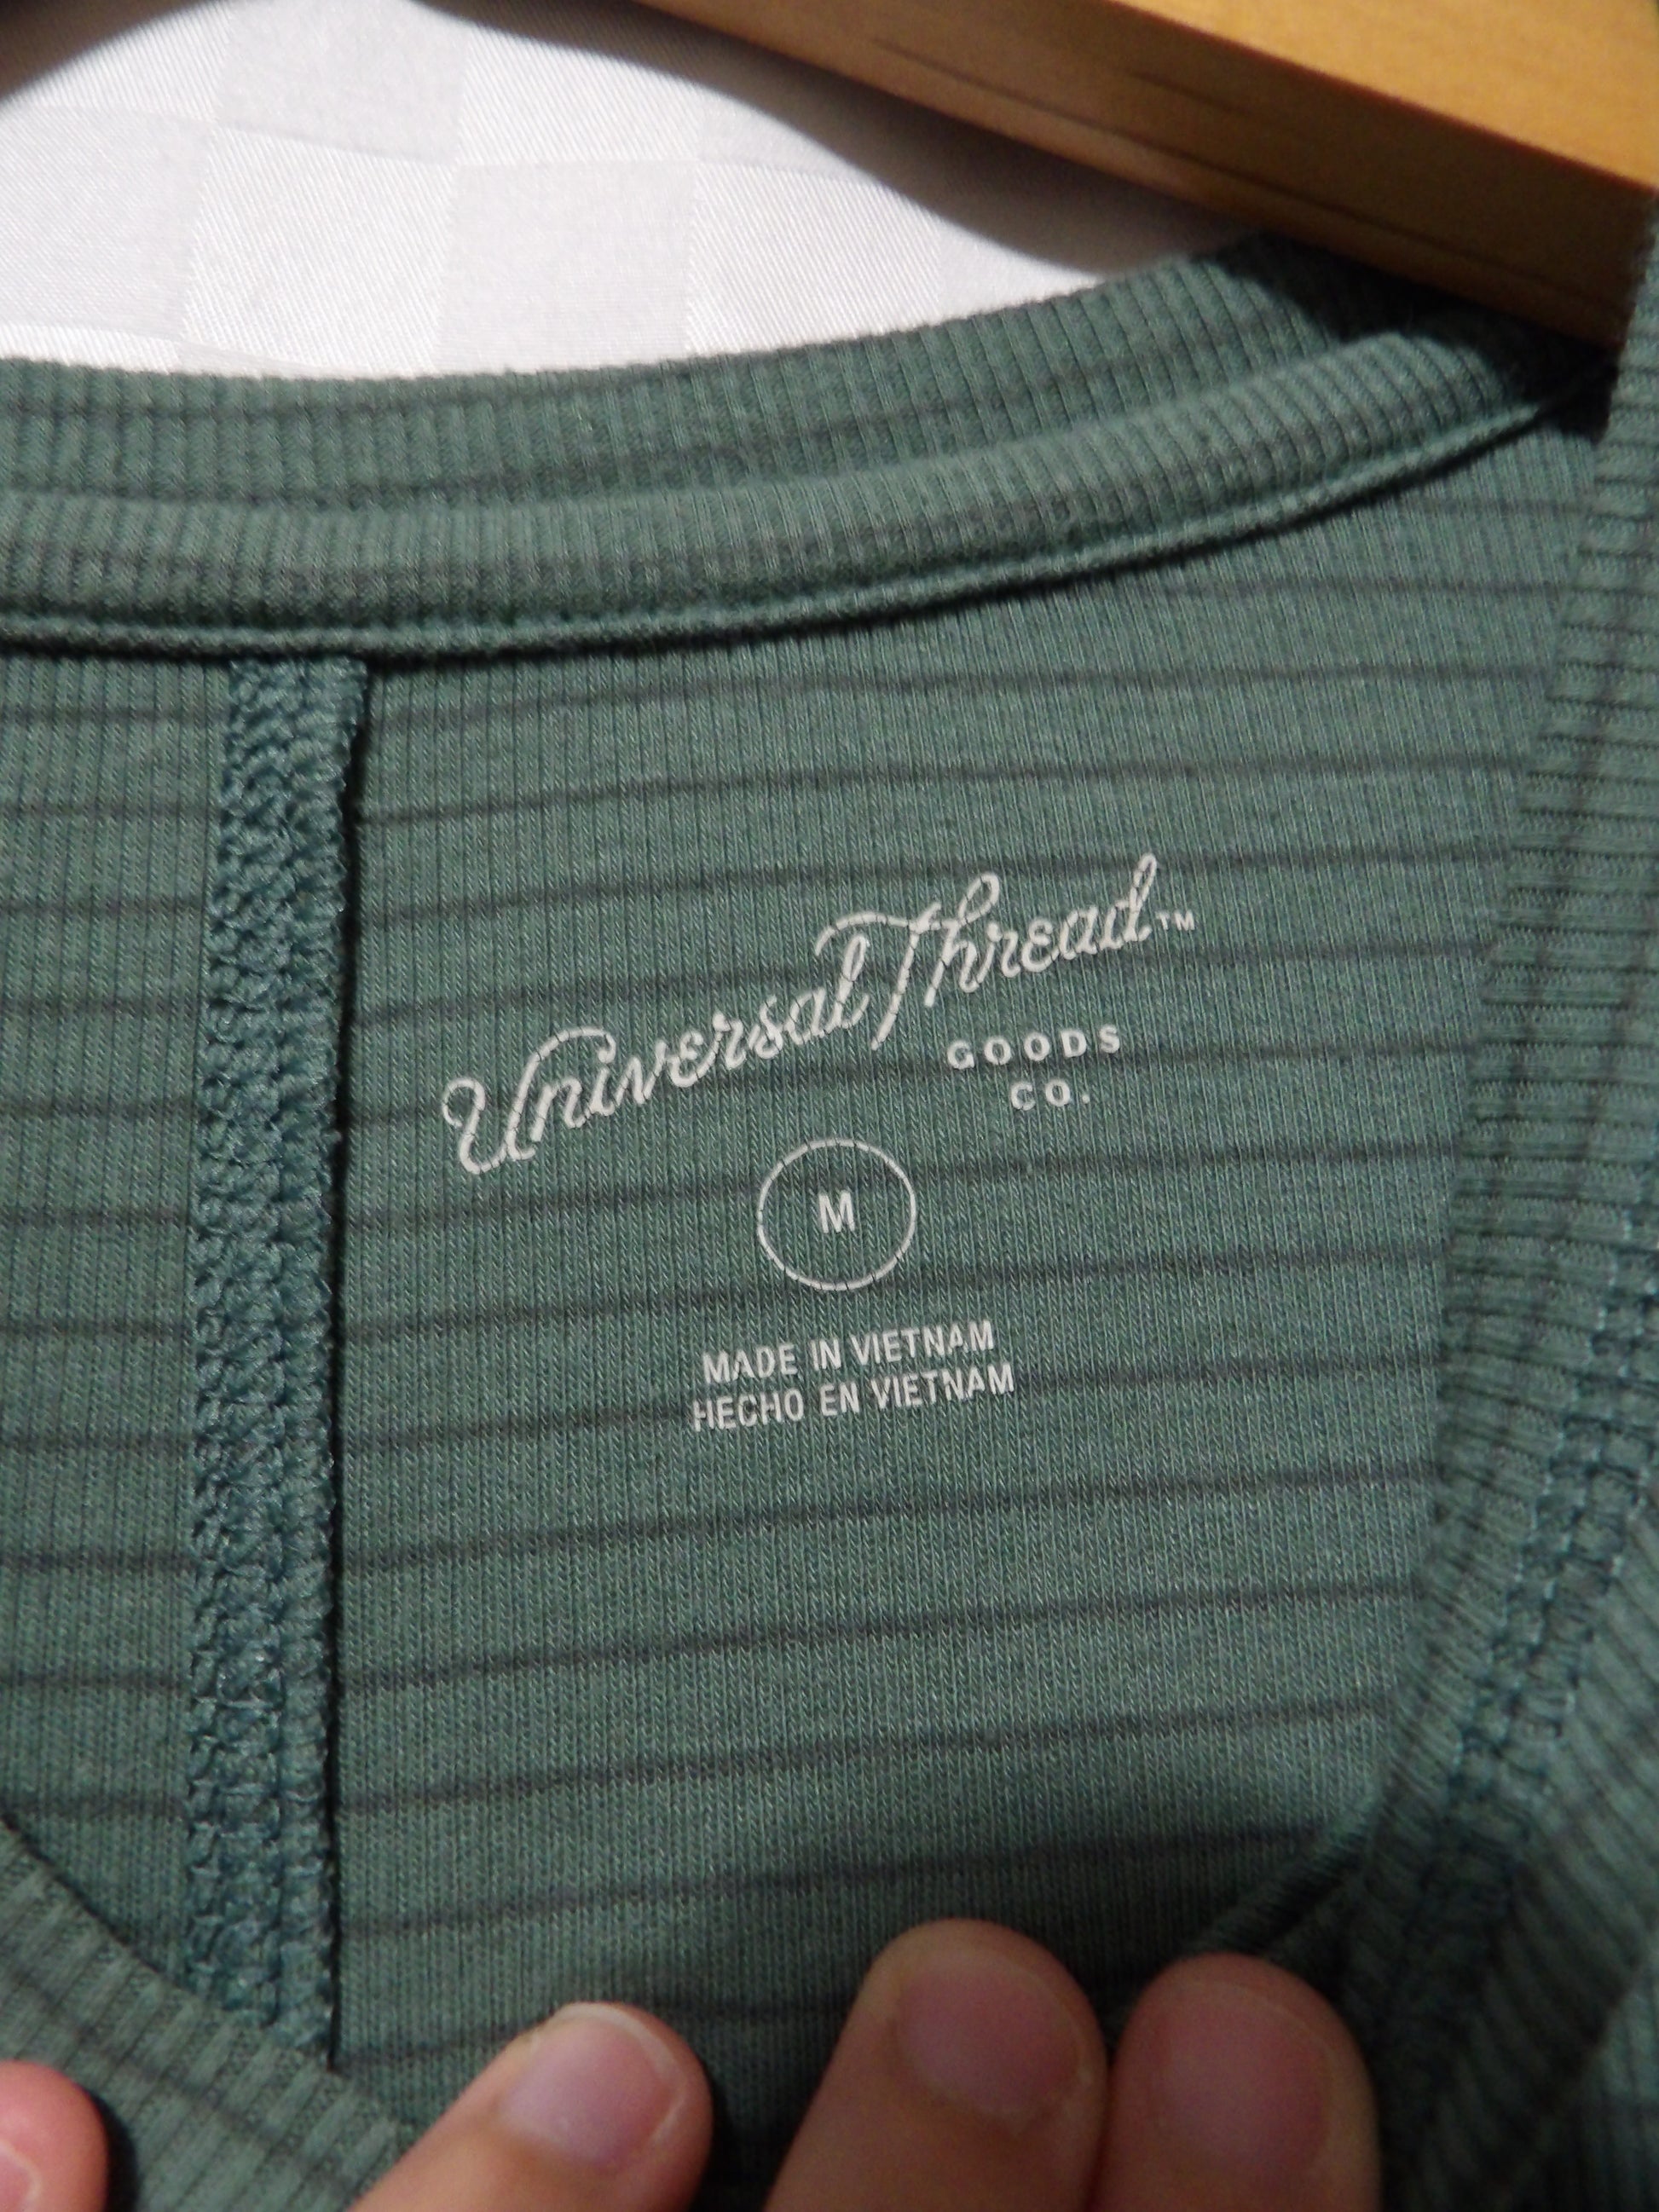 Universal Thread™
GOODS
CO.
M
MADE IN VIETNAM
HECHO EN VIETNAM